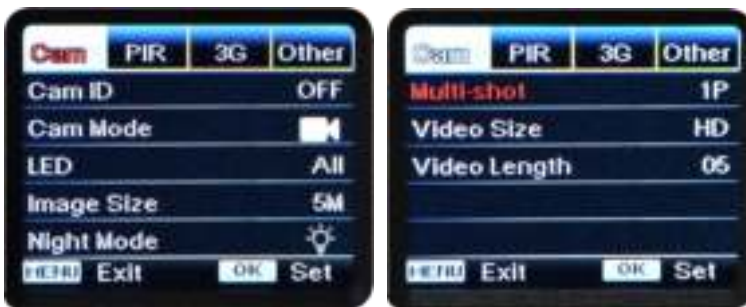 Cam PIR 3G Other
Cam ID OFF
Cam Mode
LED All
Image Size 5M
Night Mode
MENU Exit OK Set
Cam PIR 3G Other
Multi-shot 1P
Video Size HD
Video Length 05
MENU Exit OK Set